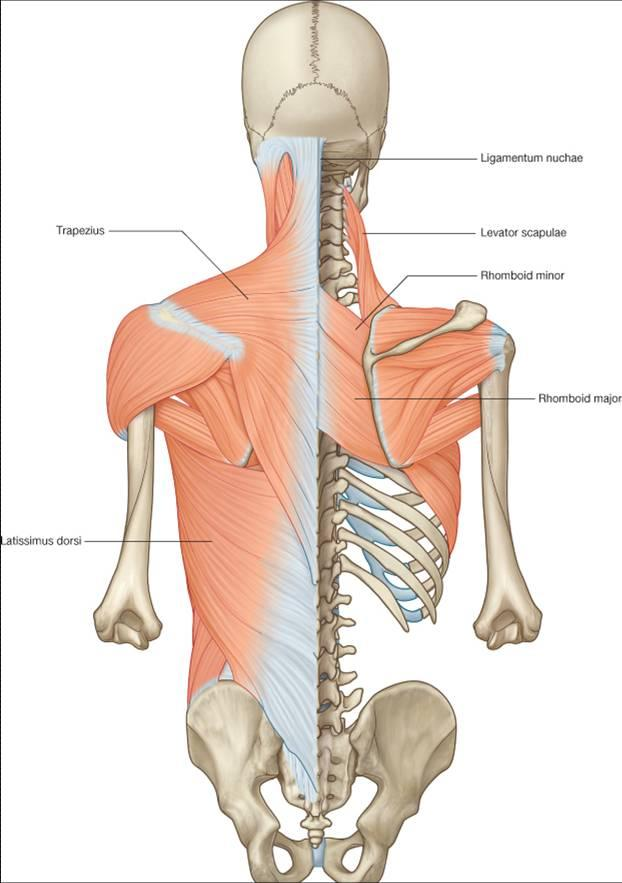 Ligamentum nuchae
Trapezius
Levator scapulae
Rhomboid minor
Rhomboid major
Latissimus dorsi